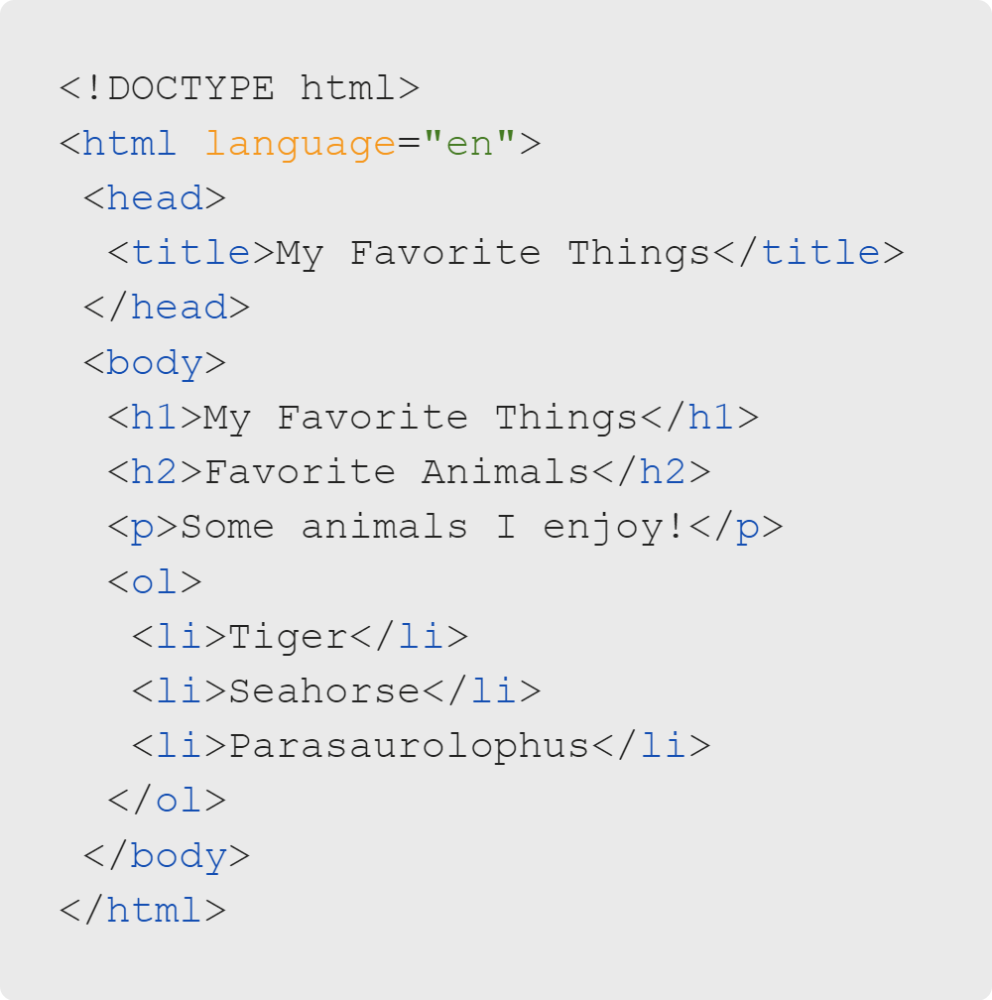 <!DOCTYPE html>
<html language="en">
 <head>
  <title>My Favorite Things</title>
 </head>
 <body>
  <h1>My Favorite Things</h1>
  <h2>Favorite Animals</h2>
  <p>Some animals I enjoy!</p>
  <ol>
   <li>Tiger</li>
   <li>Seahorse</li>
   <li>Parasaurolophus</li>
  </ol>
 </body>
</html>